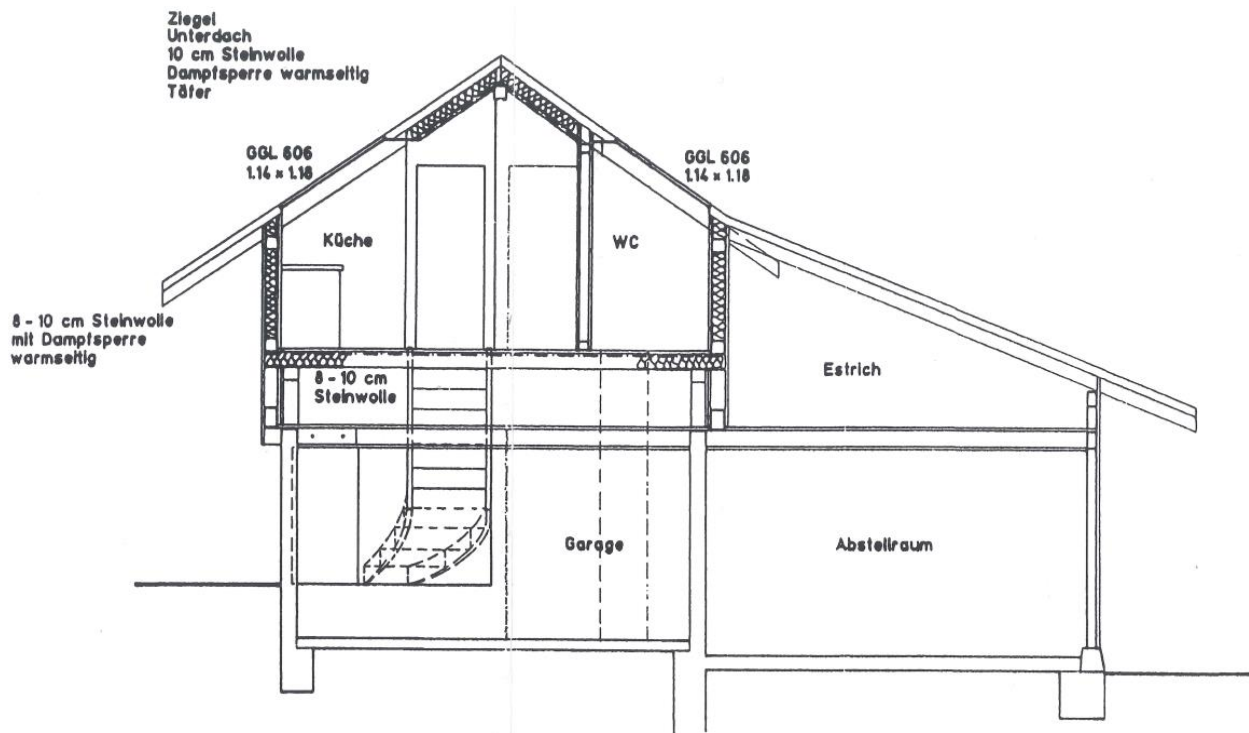 Ziegel
Unterdach
10 cm Steinwolle
Dampfsperre warmseitig
Täfer
GGL 606
1.14 x 1.18
GGL 606
1.14 x 1.18
Küche
WC
8 - 10 cm Steinwolle
mit Dampfsperre
warmseitig
8 - 10 cm
Steinwolle
Estrich
Garage
Abstellraum